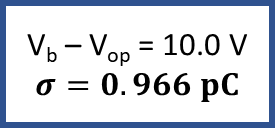 V_b – V_op = 10.0 V
σ = 0.966 pC